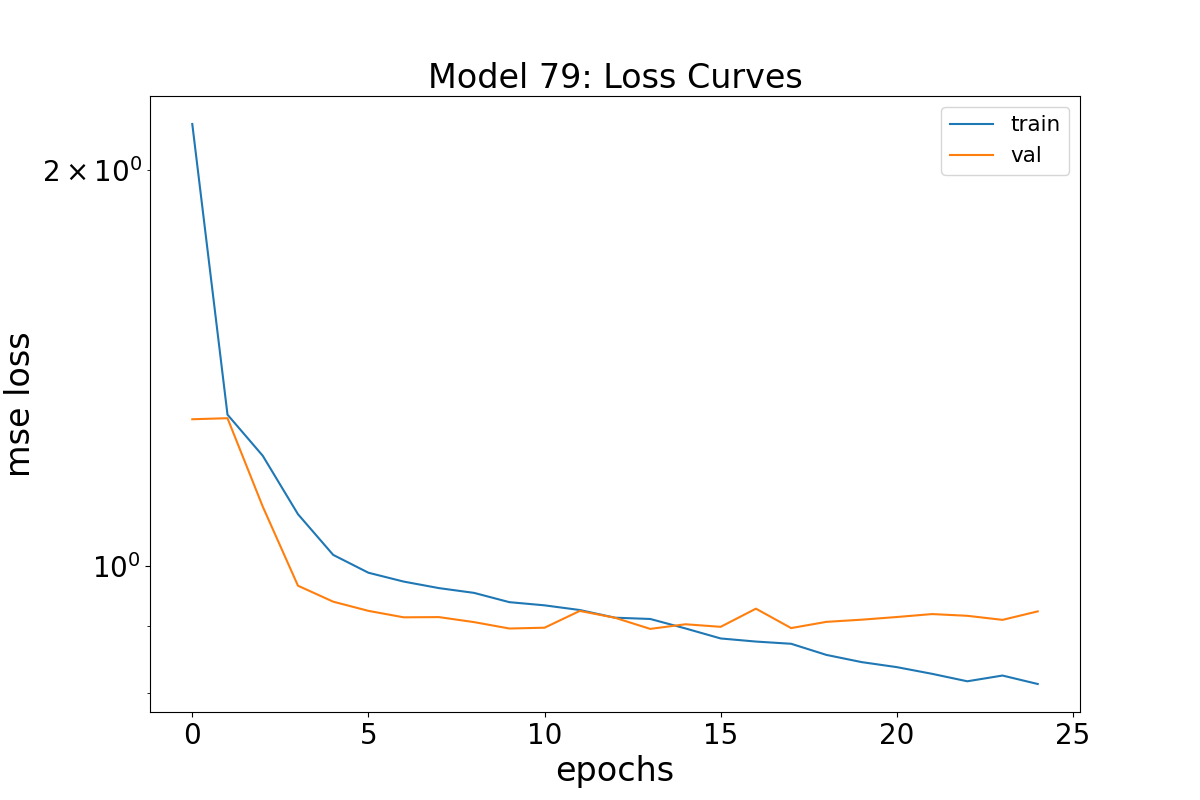 Model 79: Loss Curves
train
val
2 × 10⁰
10⁰
mse loss
0 5 10 15 20 25
epochs